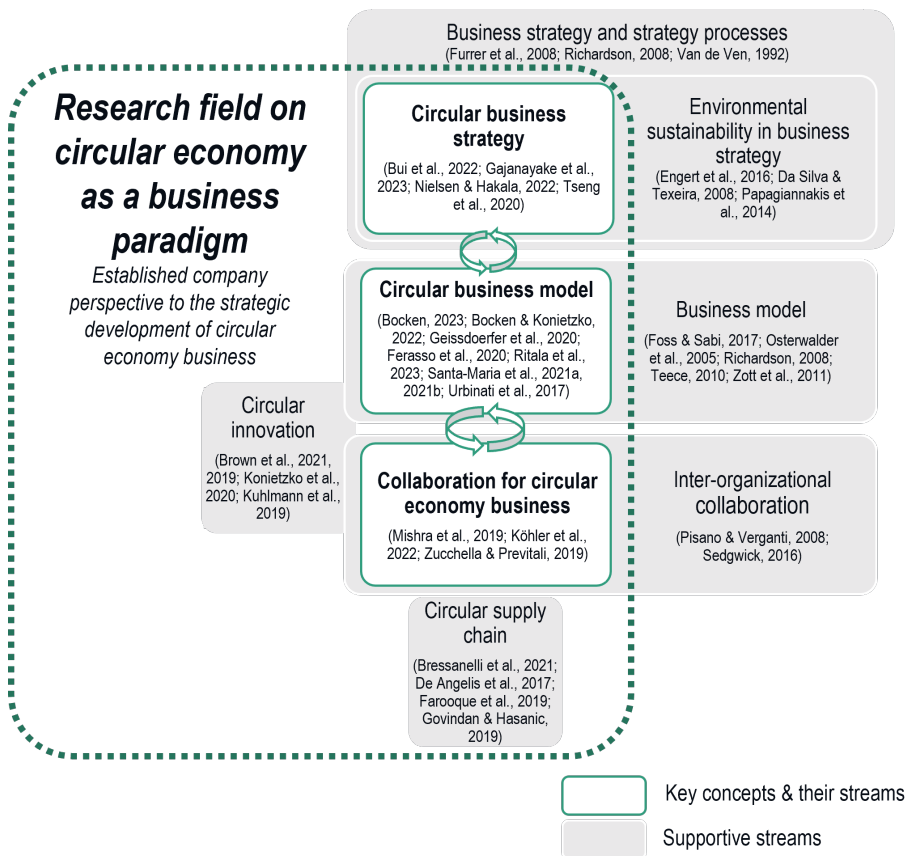 Business strategy and strategy processes
(Furrer et al., 2008; Richardson, 2008; Van de Ven, 1992)
Research field on
circular economy
as a business
paradigm
Established company
perspective to the strategic
development of circular
economy business
Circular business
strategy
(Bui et al., 2022; Gajanayake et al.,
2023; Nielsen & Hakala, 2022; Tseng
et al., 2020)
Environmental
sustainability in business
strategy
(Engert et al., 2016; Da Silva &
Texeira, 2008; Papagiannakis et
al., 2014)
Circular business model
(Bocken, 2023; Bocken & Konietzko,
2022; Geissdoerfer et al., 2020;
Ferasso et al., 2020; Ritala et al.,
2023; Santa-Maria et al., 2021a,
2021b; Urbinati et al., 2017)
Business model
(Foss & Sabi, 2017; Osterwalder
et al., 2005; Richardson, 2008;
Teece, 2010; Zott et al., 2011)
Circular
innovation
(Brown et al., 2021,
2019; Konietzko et al.,
2020; Kuhlmann et al.,
2019)
Collaboration for circular
economy business
(Mishra et al., 2019; Köhler et al.,
2022; Zucchella & Previtali, 2019)
Inter-organizational
collaboration
(Pisano & Verganti, 2008;
Sedgwick, 2016)
Circular supply
chain
(Bressanelli et al., 2021;
De Angelis et al., 2017;
Farooque et al., 2019;
Govindan & Hasanic,
2019)
Key concepts & their streams
Supportive streams